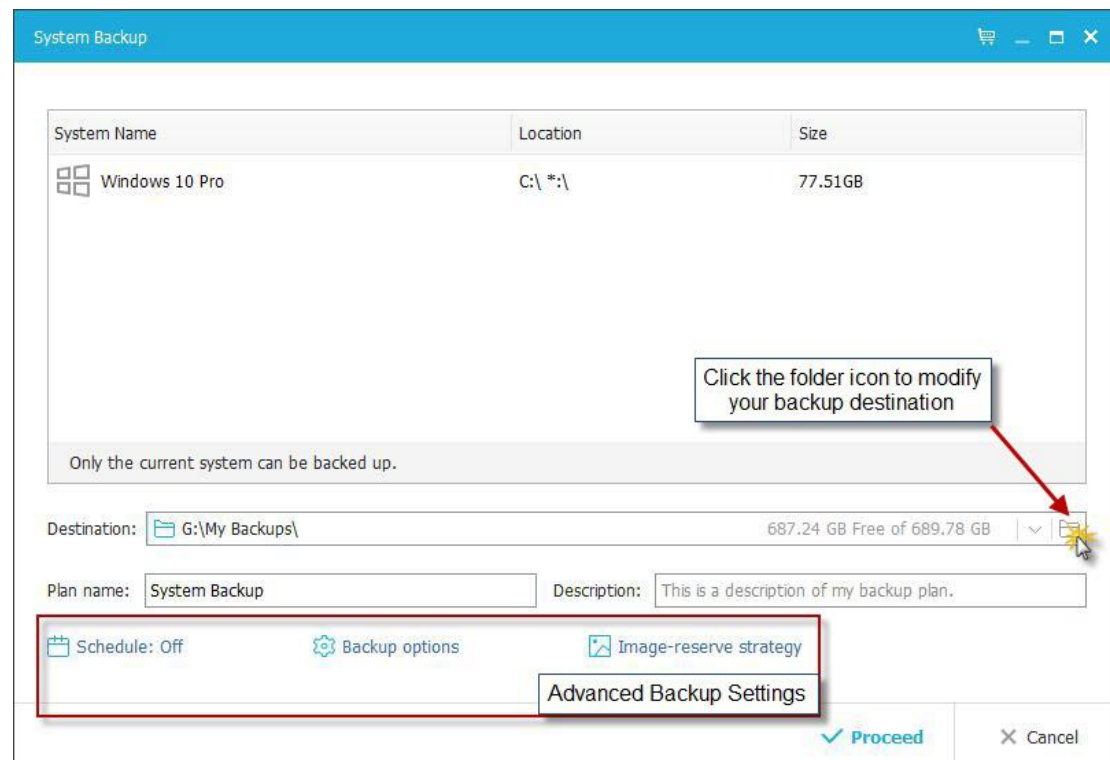 System Backup
System Name Location Size
Windows 10 Pro C:\ *:\ 77.51GB
Click the folder icon to modify
your backup destination
Only the current system can be backed up.
Destination: G:\My Backups\ 687.24 GB Free of 689.78 GB
Plan name: System Backup Description: This is a description of my backup plan.
Schedule: Off Backup options Image-reserve strategy
Advanced Backup Settings
Proceed Cancel